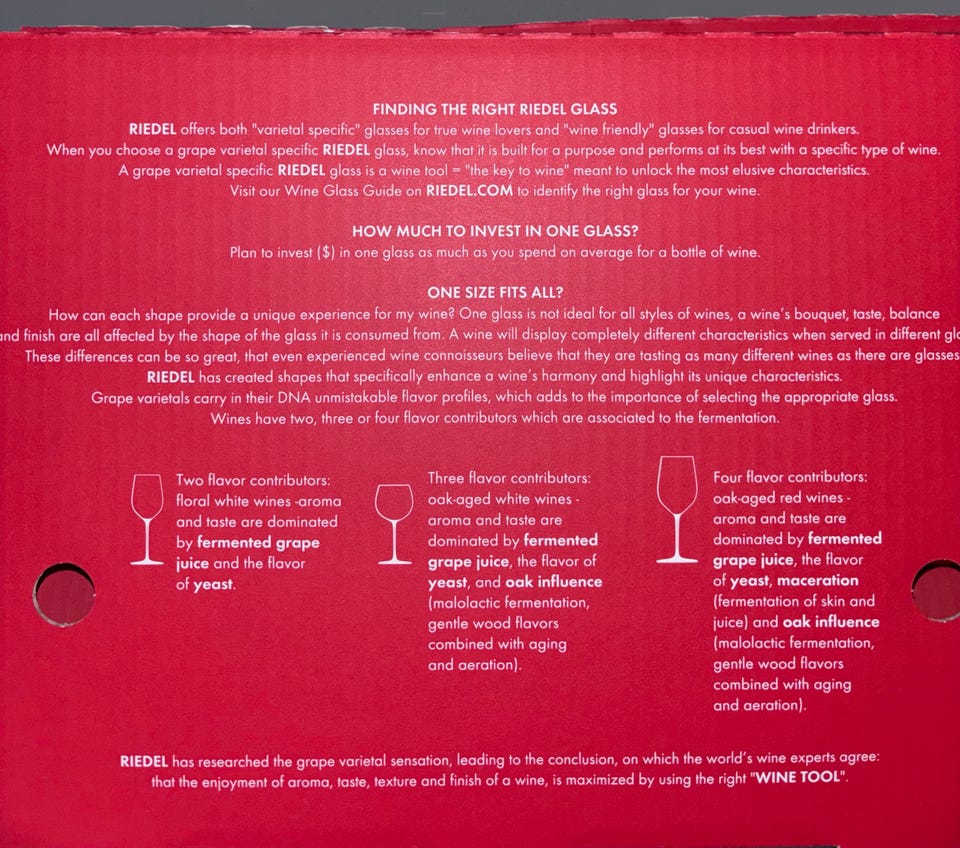 FINDING THE RIGHT RIEDEL GLASS
RIEDEL offers both "varietal specific" glasses for true wine lovers and "wine friendly" glasses for casual wine drinkers.
When you choose a grape varietal specific RIEDEL glass, know that it is built for a purpose and performs at its best with a specific type of wine.
A grape varietal specific RIEDEL glass is a wine tool = "the key to wine" meant to unlock the most elusive characteristics.
Visit our Wine Glass Guide on RIEDEL.COM to identify the right glass for your wine.
HOW MUCH TO INVEST IN ONE GLASS?
Plan to invest ($) in one glass as much as you spend on average for a bottle of wine.
ONE SIZE FITS ALL?
How can each shape provide a unique experience for my wine? One glass is not ideal for all styles of wines, a wine's bouquet, taste, balance
and finish are all affected by the shape of the glass it is consumed from. A wine will display completely different characteristics when served in different
These differences can be so great, that even experienced wine connoisseurs believe that they are tasting as many different wines as there are glasses
RIEDEL has created shapes that specifically enhance a wine's harmony and highlight its unique characteristics.
Grape varietals carry in their DNA unmistakable flavor profiles, which adds to the importance of selecting the appropriate glass.
Wines have two, three or four flavor contributors which are associated to the fermentation.
Two flavor contributors:
floral white wines -aroma
and taste are dominated
by fermented grape
juice and the flavor
of yeast.
Three flavor contributors:
oak-aged white wines -
aroma and taste are
dominated by fermented
grape juice, the flavor of
yeast, and oak influence
(malolactic fermentation,
gentle wood flavors
combined with aging
and aeration).
Four flavor contributors:
oak-aged red wines -
aroma and taste are
dominated by fermented
grape juice, the flavor
of yeast, maceration
(fermentation of skin and
juice) and oak influence
(malolactic fermentation,
gentle wood flavors
combined with aging
and aeration).
RIEDEL has researched the grape varietal sensation, leading to the conclusion, on which the world's wine experts agree:
that the enjoyment of aroma, taste, texture and finish of a wine, is maximized by using the right "WINE TOOL".